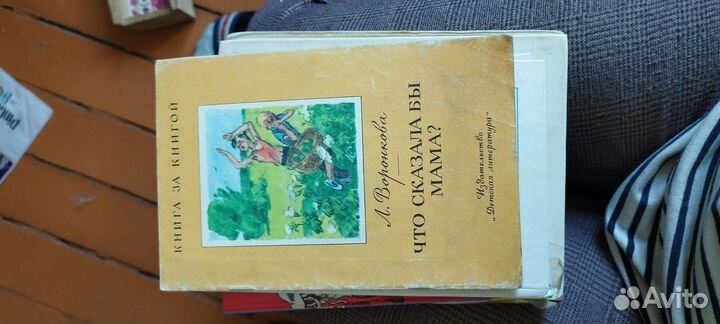 КНИГА ЗА КНИГОЙ
Л. Воронкова
ЧТО СКАЗАЛА БЫ
МАМА?
Издательство
„Детская литература“
Avito